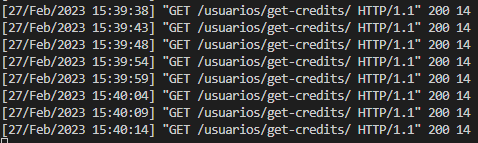 [27/Feb/2023 15:39:38] "GET /usuarios/get-credits/ HTTP/1.1" 200 14
[27/Feb/2023 15:39:43] "GET /usuarios/get-credits/ HTTP/1.1" 200 14
[27/Feb/2023 15:39:48] "GET /usuarios/get-credits/ HTTP/1.1" 200 14
[27/Feb/2023 15:39:54] "GET /usuarios/get-credits/ HTTP/1.1" 200 14
[27/Feb/2023 15:39:59] "GET /usuarios/get-credits/ HTTP/1.1" 200 14
[27/Feb/2023 15:40:04] "GET /usuarios/get-credits/ HTTP/1.1" 200 14
[27/Feb/2023 15:40:09] "GET /usuarios/get-credits/ HTTP/1.1" 200 14
[27/Feb/2023 15:40:14] "GET /usuarios/get-credits/ HTTP/1.1" 200 14